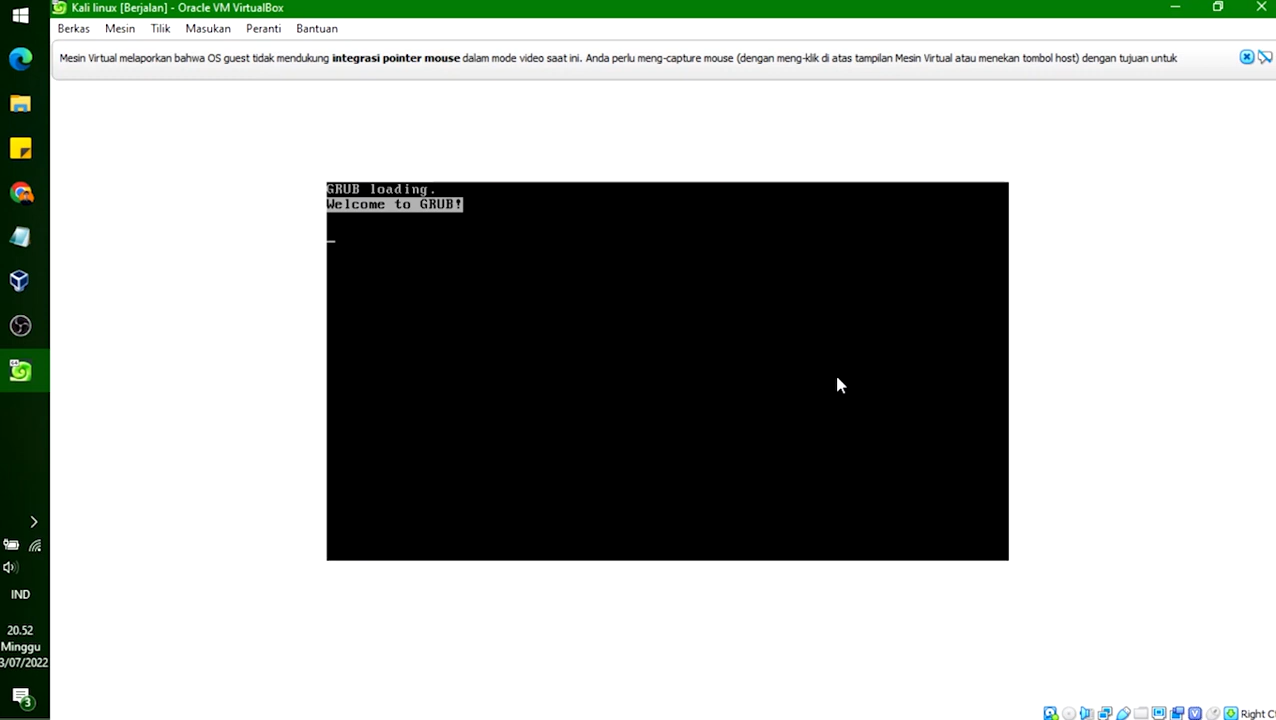 Kali linux [Berjalan] - Oracle VM VirtualBox
Berkas Mesin Tilik Masukan Peranti Bantuan
Mesin Virtual melaporkan bahwa OS guest tidak mendukung integrasi pointer mouse dalam mode video saat ini. Anda perlu meng-capture mouse (dengan meng-klik di atas tampilan Mesin Virtual atau menekan tombol host) dengan tujuan untuk
GRUB loading.
Welcome to GRUB!
IND
20.52
Minggu
3/07/2022
3
Right C